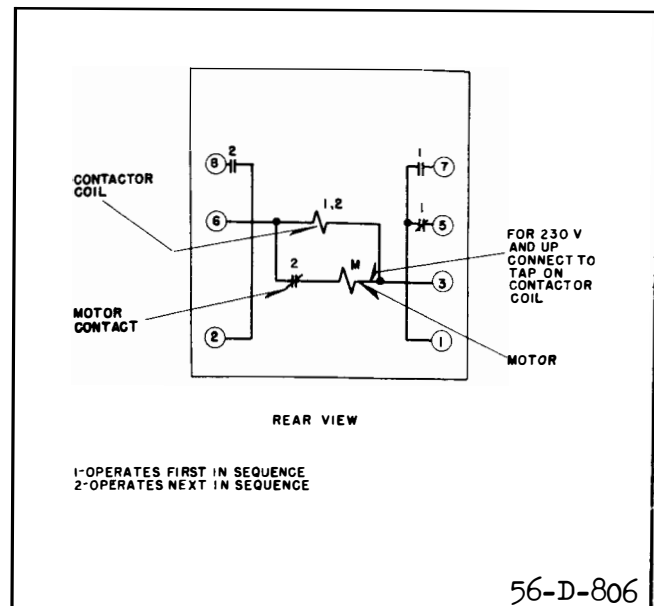 2
1
8
7
CONTACTOR
COIL
1,2
6
1
5
FOR 230 V
AND UP
CONNECT TO
TAP ON
CONTACTOR
COIL
2
M
3
MOTOR
CONTACT
2
1
MOTOR
REAR VIEW
1-OPERATES FIRST IN SEQUENCE
2-OPERATES NEXT IN SEQUENCE
56-D-806